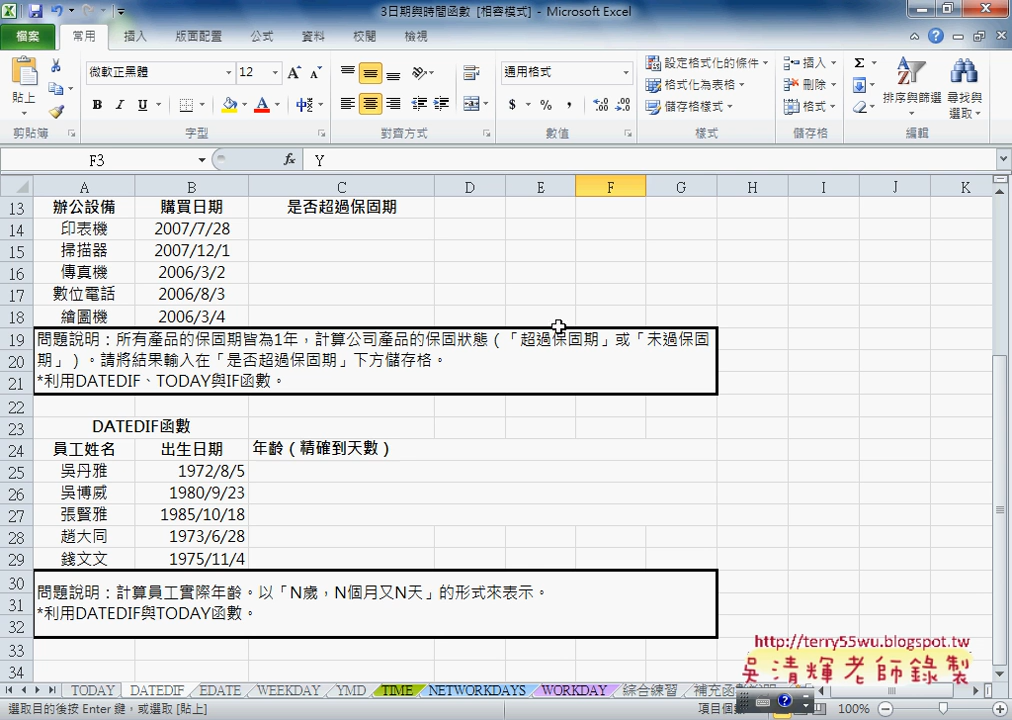 3日期與時間函數 [相容模式] - Microsoft Excel
檔案 常用 插入 版面配置 公式 資料 校閱 檢視
貼上 微軟正黑體 12 B I U 中 通用格式 $ % , 設定格式化的條件 格式化為表格 儲存格樣式 插入 刪除 格式 Σ 排序與篩選 尋找與選取
剪貼簿 字型 對齊方式 數值 樣式 儲存格 編輯
F3 fx Y
A B C D E F G H I J K
13 辦公設備 購買日期 是否超過保固期
14 印表機 2007/7/28
15 掃描器 2007/12/1
16 傳真機 2006/3/2
17 數位電話 2006/8/3
18 繪圖機 2006/3/4
19 問題說明：所有產品的保固期皆為1年，計算公司產品的保固狀態（「超過保固期」或「未過保固
20 期」）。請將結果輸入在「是否超過保固期」下方儲存格。
21 *利用DATEDIF、TODAY與IF函數。
22
23 DATEDIF函數
24 員工姓名 出生日期 年齡（精確到天數）
25 吳丹雅 1972/8/5
26 吳博威 1980/9/23
27 張賢雅 1985/10/18
28 趙大同 1973/6/28
29 錢文文 1975/11/4
30 問題說明：計算員工實際年齡。以「N歲，N個月又N天」的形式來表示。
31 *利用DATEDIF與TODAY函數。
32
33
34
http://terry55wu.blogspot.tw
吳清輝老師錄製
TODAY DATEDIF EDATE WEEKDAY YMD TIME NETWORKDAYS WORKDAY 綜合練習
選取目的後按 Enter 鍵，或選取 [貼上] 100%